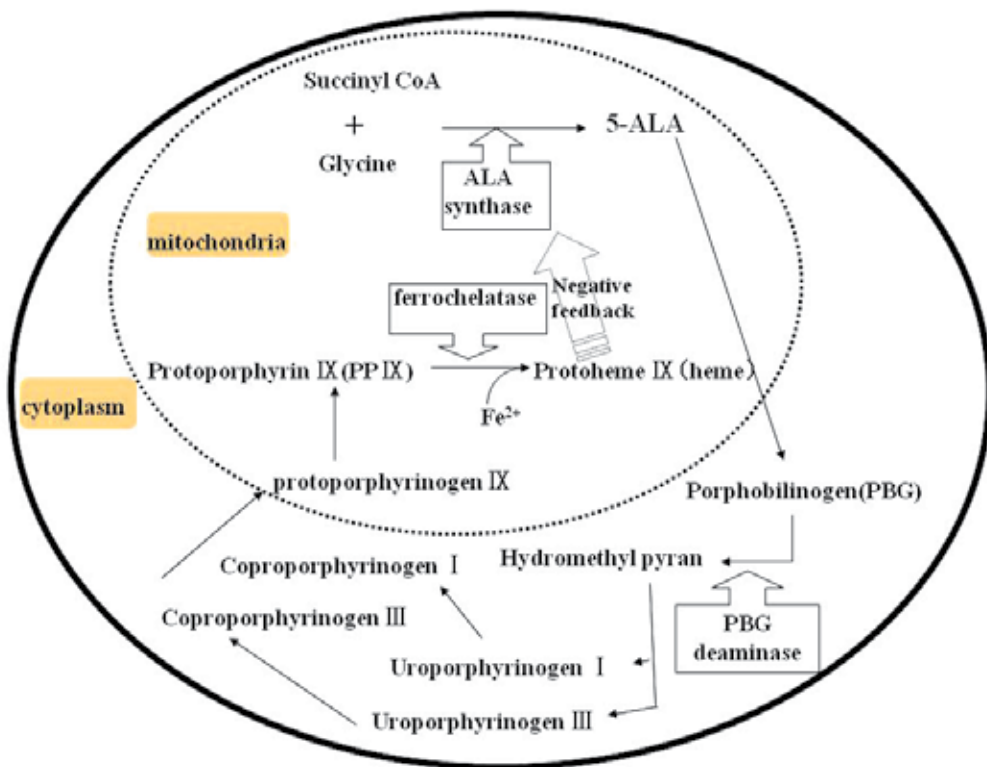 Succinyl CoA
+
Glycine
5-ALA
ALA
synthase
mitochondria
ferrochelatase
Negative
feedback
Protoporphyrin IX(PPIX)
Protoheme IX (heme)
Fe2+
cytoplasm
protoporphyrinogen IX
Porphobilinogen(PBG)
Hydromethyl pyran
Coproporphyrinogen I
Coproporphyrinogen III
PBG
deaminase
Uroporphyrinogen I
Uroporphyrinogen III